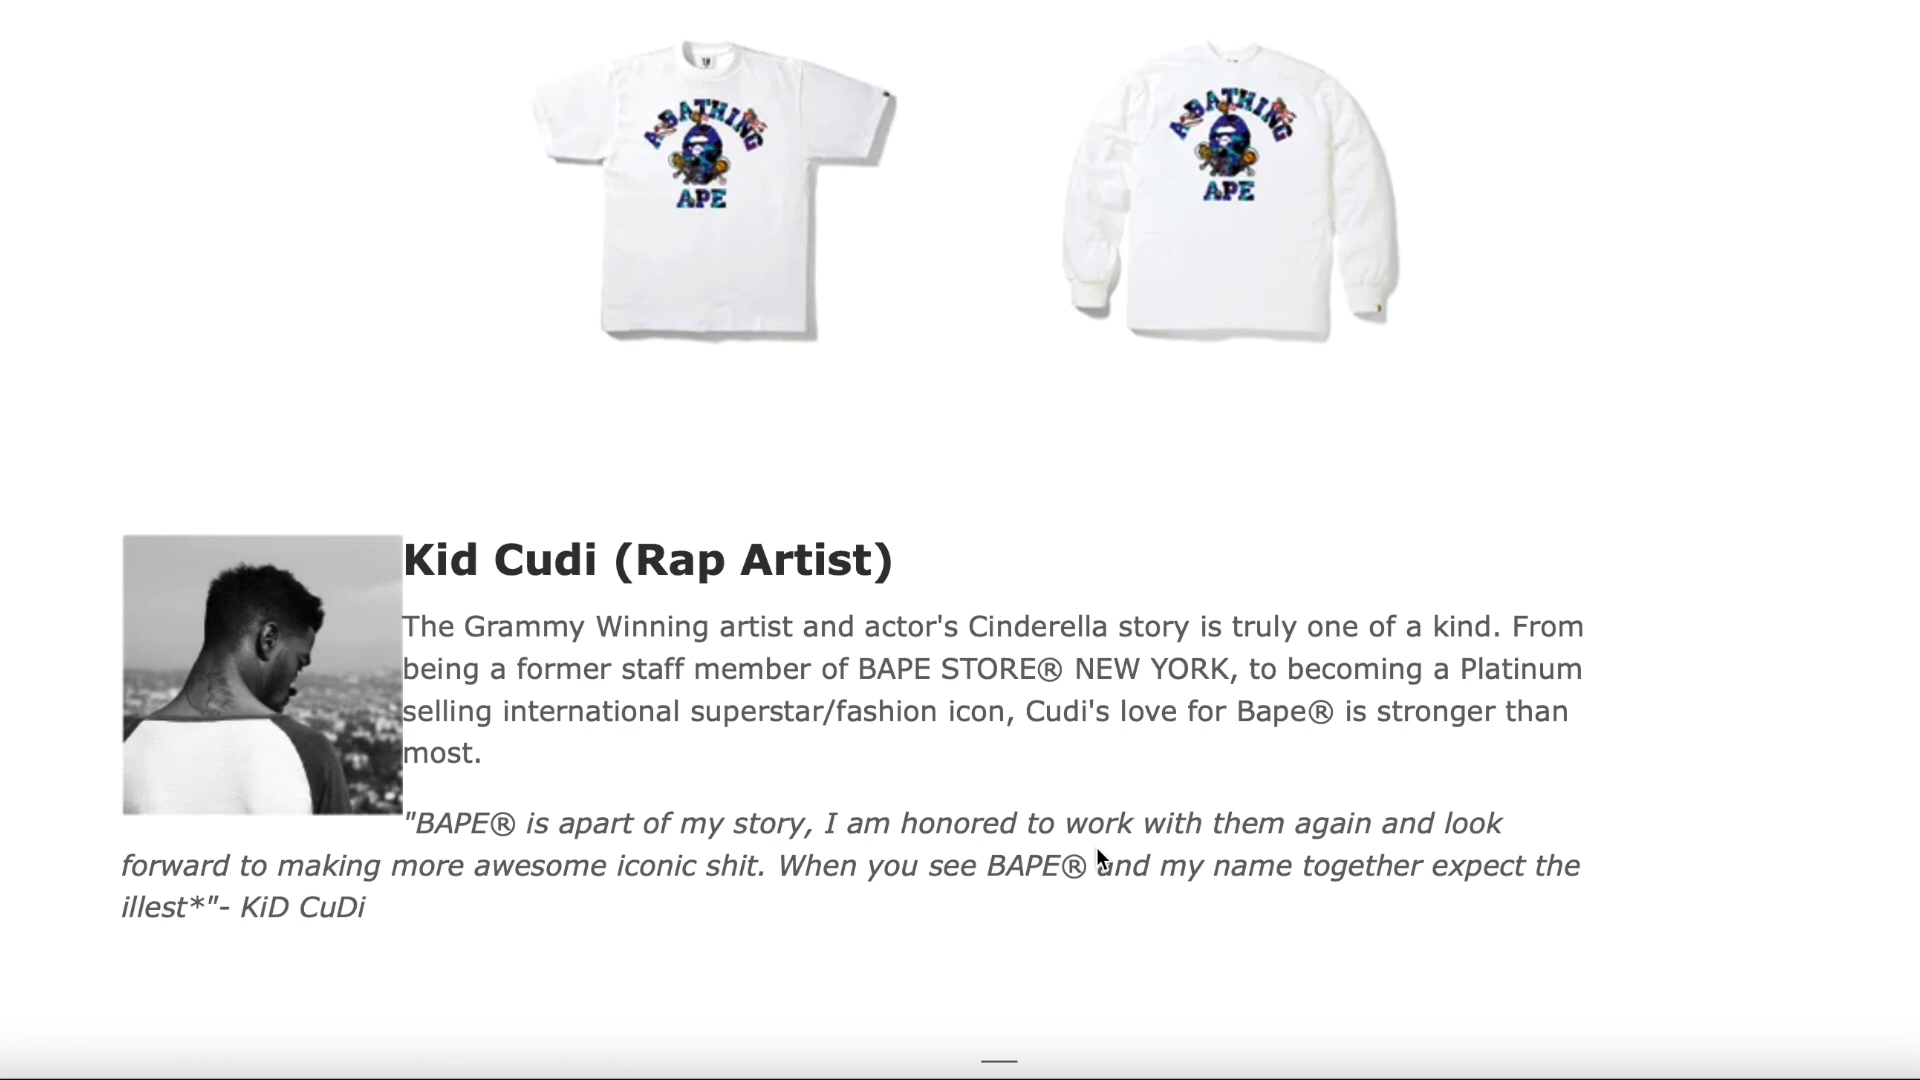 A BATHING
APE
A BATHING
APE
Kid Cudi (Rap Artist)
The Grammy Winning artist and actor's Cinderella story is truly one of a kind. From
being a former staff member of BAPE STORE® NEW YORK, to becoming a Platinum
selling international superstar/fashion icon, Cudi's love for Bape® is stronger than
most.
"BAPE® is apart of my story, I am honored to work with them again and look
forward to making more awesome iconic shit. When you see BAPE® and my name together expect the
illest*"- KiD CuDi